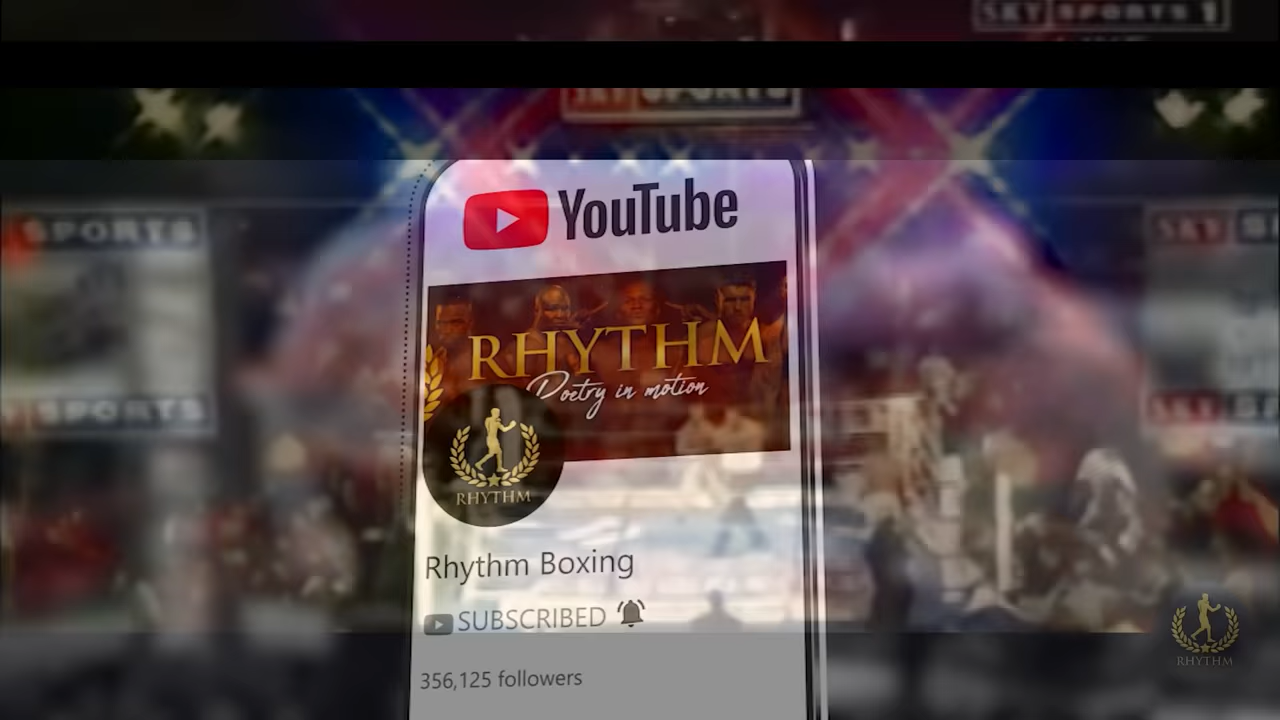 SKY SPORTS 1
SKY SPORTS
SPORTS
SKY
YouTube
RHYTHM
Poetry in motion
SPORTS
SKY
RHYTHM
Rhythm Boxing
SUBSCRIBED
RHYTHM
356,125 followers